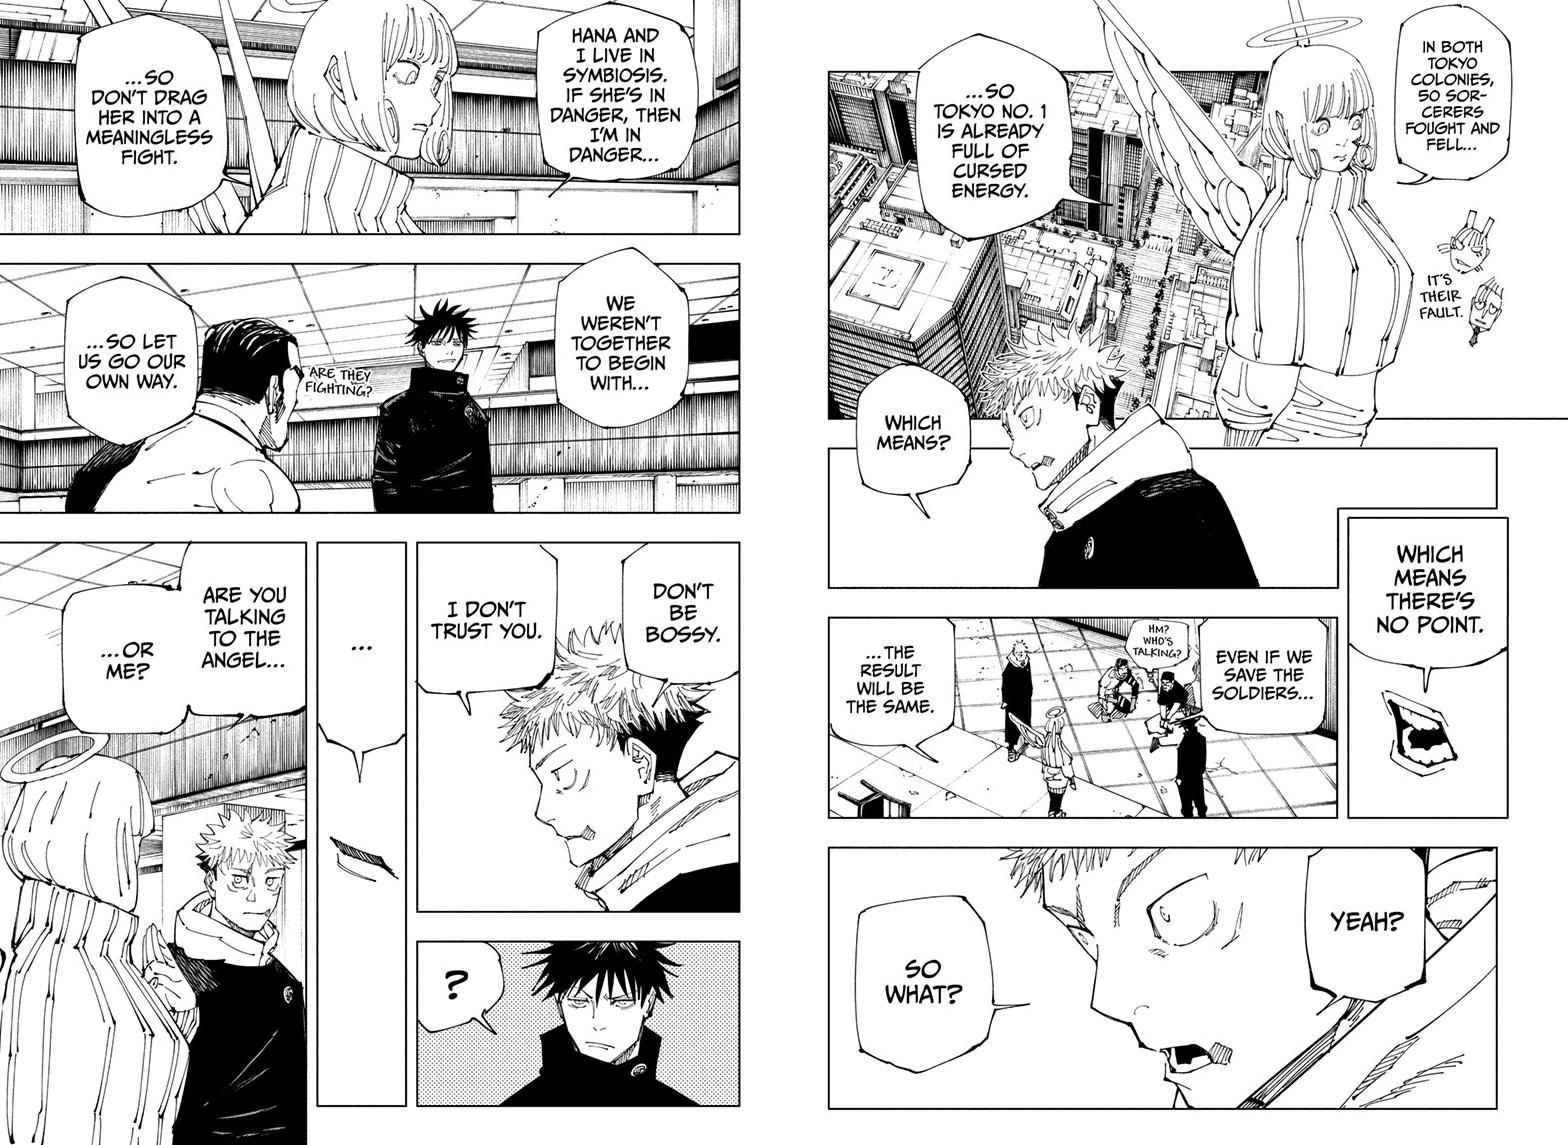 IN BOTH
TOKYO
COLONIES,
50 SOR-
CERERS
FOUGHT AND
FELL...
IT'S
THEIR
FAULT.
...SO
TOKYO NO. 1
IS ALREADY
FULL OF
CURSED
ENERGY.
WHICH
MEANS?
WHICH
MEANS
THERE'S
NO POINT.
EVEN IF WE
SAVE THE
SOLDIERS...
HM?
WHO'S
TALKING?
...THE
RESULT
WILL BE
THE SAME.
YEAH?
SO
WHAT?
HANA AND
I LIVE IN
SYMBIOSIS.
IF SHE'S IN
DANGER, THEN
I'M IN
DANGER...
...SO
DON'T DRAG
HER INTO A
MEANINGLESS
FIGHT.
WE
WEREN'T
TOGETHER
TO BEGIN
WITH...
ARE THEY
FIGHTING?
...SO LET
US GO OUR
OWN WAY.
DON'T
BE
BOSSY.
I DON'T
TRUST YOU.
?
...
ARE YOU
TALKING
TO THE
ANGEL...
...OR
ME?